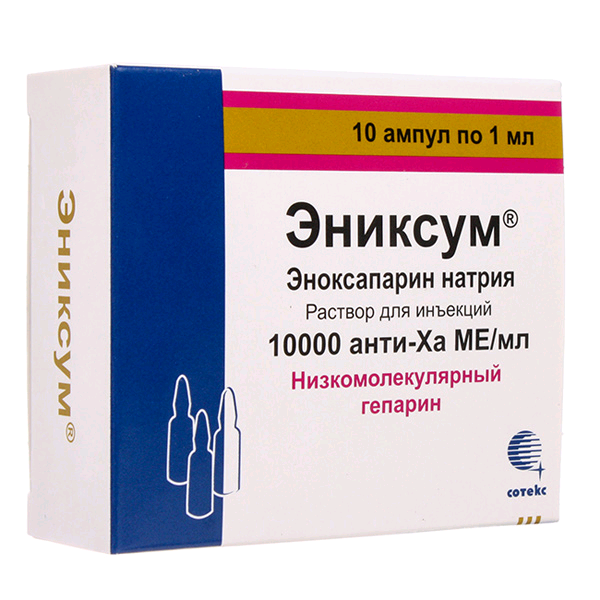 Эниксум®
10 ампул по 1 мл
Эниксум®
Эноксапарин натрия
Раствор для инъекций
10000 анти-Ха МЕ/мл
Низкомолекулярный
гепарин
сотекс